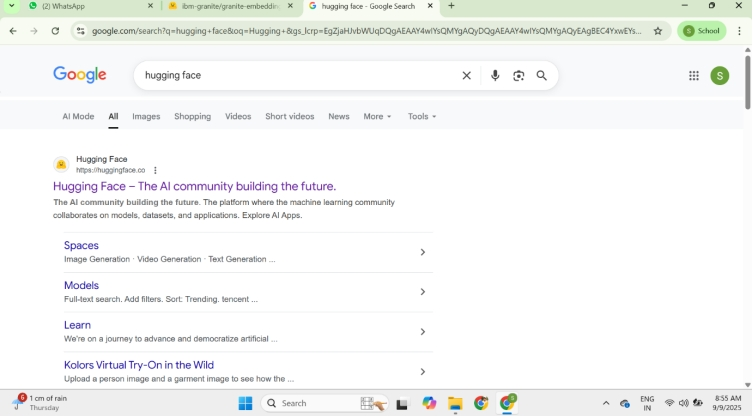 (2) WhatsApp
ibm-granite/granite-embeddin
hugging face - Google Search
google.com/search?q=hugging+face&oq=Hugging+&gs_lcrp=EgZjaHJvbWUqDQgAEAAY4wIYsQMYgAQyDQgAEAAY4wIYsQMYgAQyEAgBEC4YxwEYs...
School
Google
hugging face
S
AI Mode
All
Images
Shopping
Videos
Short videos
News
More
Tools
Hugging Face
https://huggingface.co
Hugging Face – The AI community building the future.
The AI community building the future. The platform where the machine learning community
collaborates on models, datasets, and applications. Explore AI Apps.
Spaces
Image Generation · Video Generation · Text Generation ...
Models
Full-text search. Add filters. Sort: Trending. tencent ...
Learn
We're on a journey to advance and democratize artificial ...
Kolors Virtual Try-On in the Wild
Upload a person image and a garment image to see how the ...
6
1 cm of rain
Thursday
Search
ENG
IN
8:55 AM
9/9/2025